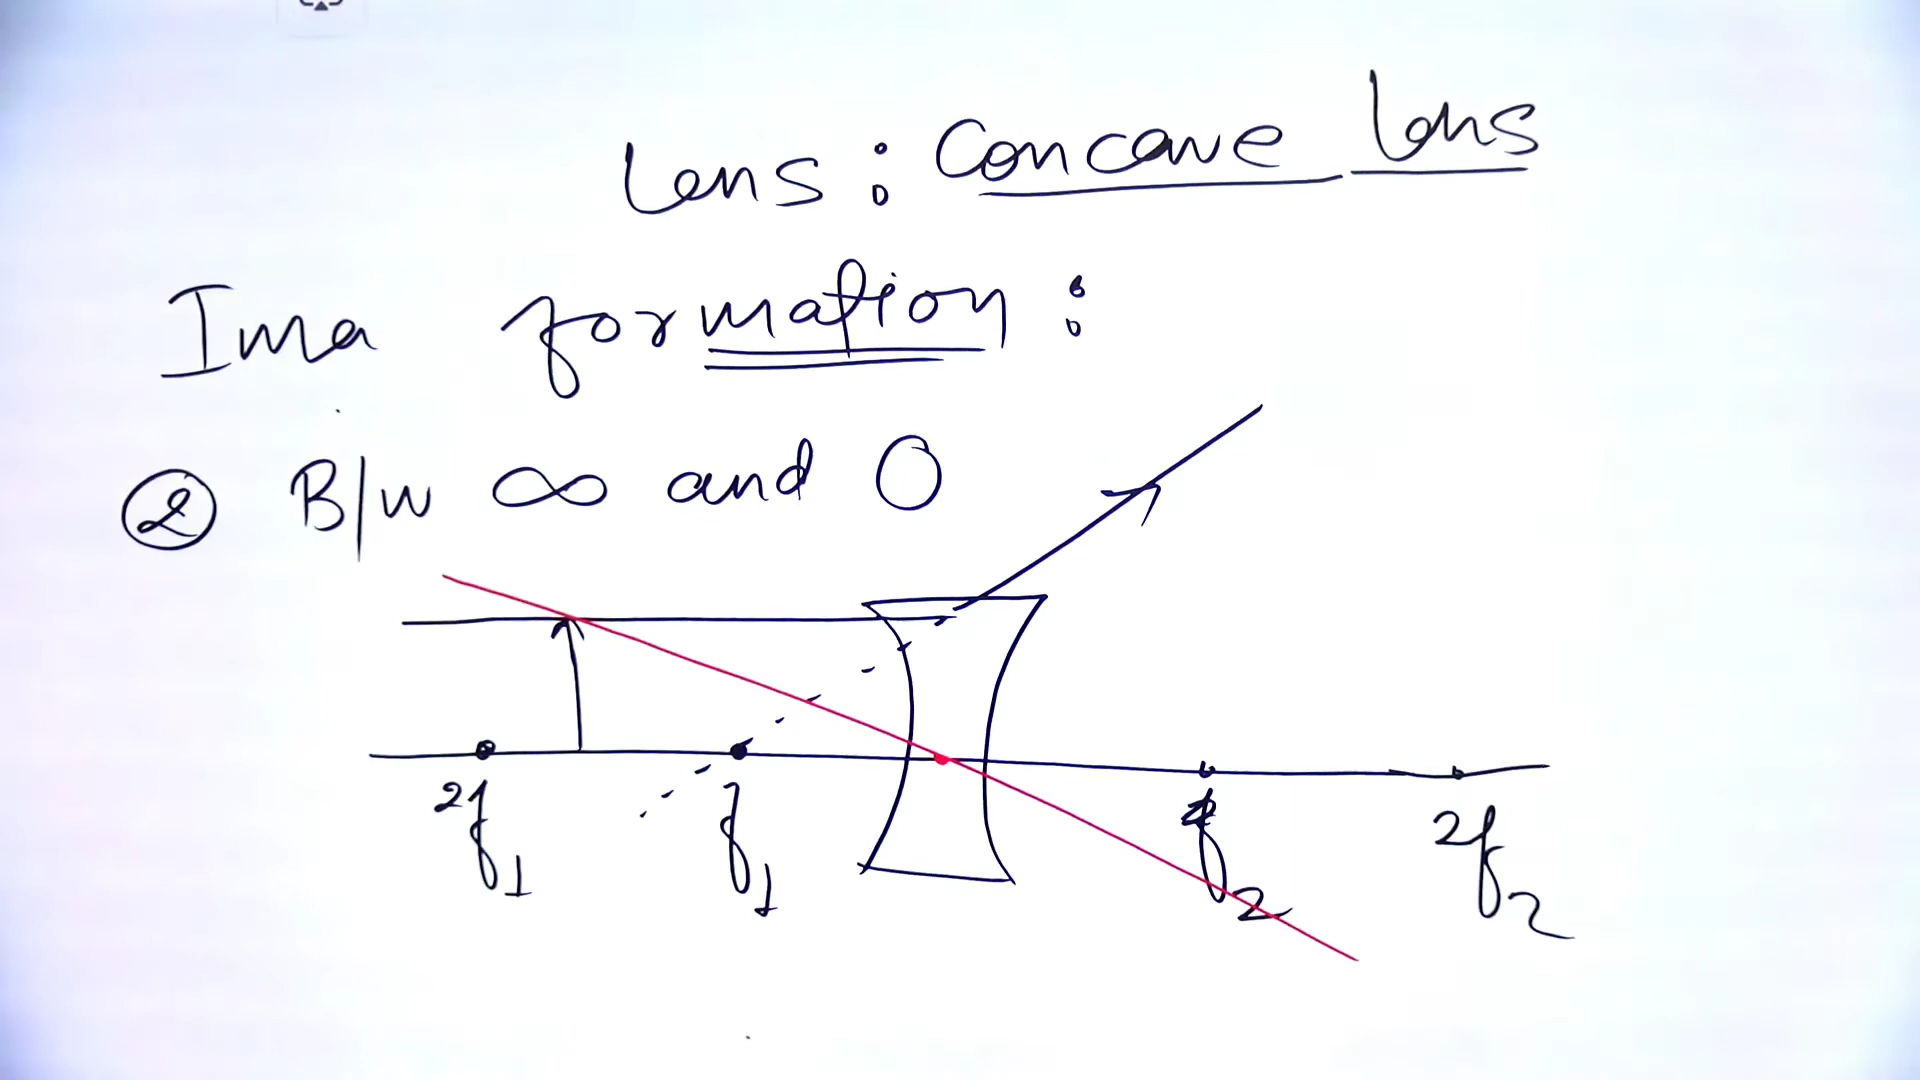 Lens : Concave lens
Ima formation :
② B/w ∞ and O
2f₁ f₁ f₂ 2f₂